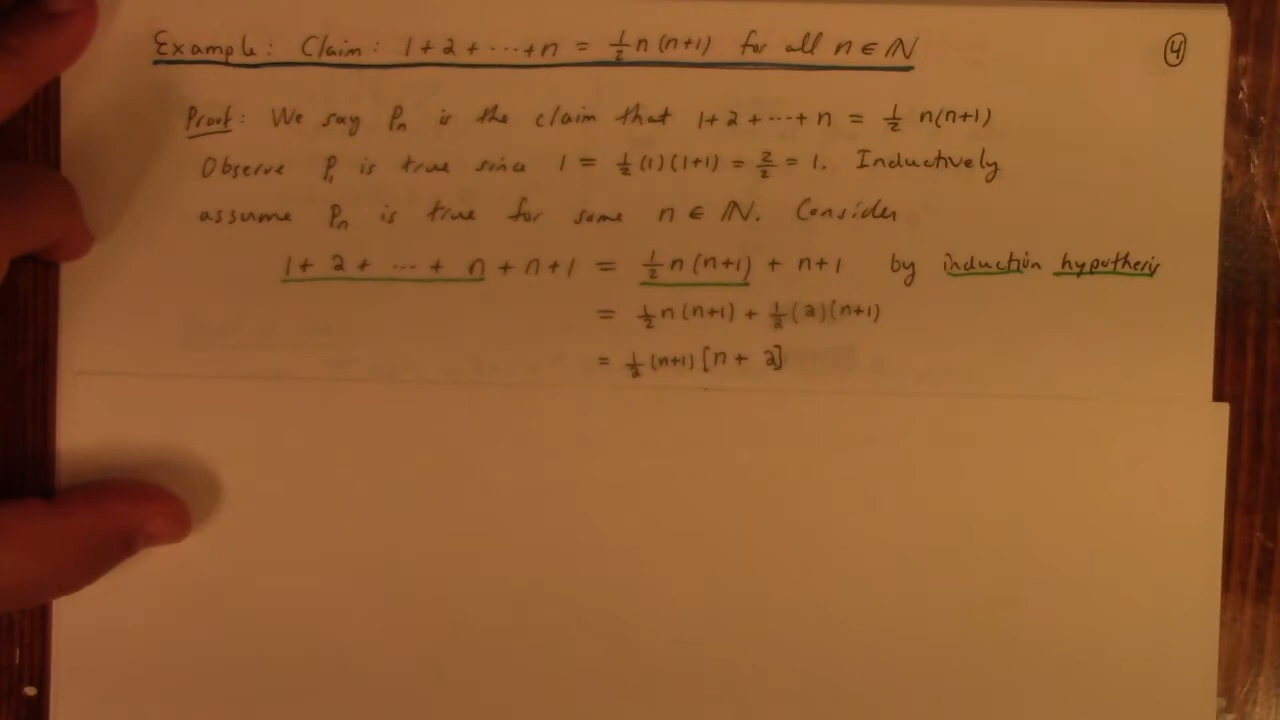 Example: Claim: 1+2+⋯+n = ½n(n+1) for all n ∈ ℕ
④
Proof: We say Pₙ is the claim that 1+2+⋯+n = ½ n(n+1)
Observe P₁ is true since 1 = ½(1)(1+1) = 2/2 = 1. Inductively
assume Pₙ is true for some n ∈ ℕ. Consider
1+2+⋯+n+n+1 = ½n(n+1) + n+1 by induction hypothesis
= ½n(n+1) + ½(2)(n+1)
= ½(n+1)[n+2]